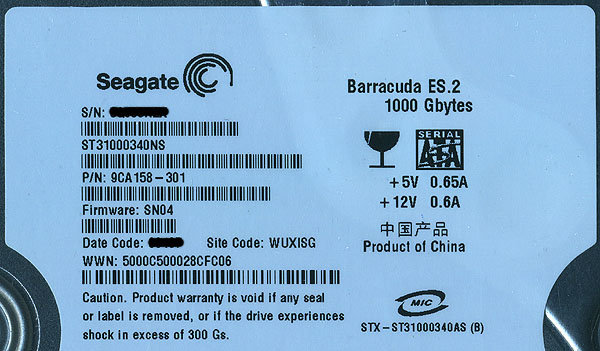 Seagate
S/N:
ST31000340NS
P/N: 9CA158-301
Firmware: SN04
Date Code: Site Code: WUXISG
WWN: 5000C500028CFC06
Caution. Product warranty is void if any seal
or label is removed, or if the drive experiences
shock in excess of 300 Gs.
Barracuda ES.2
1000 Gbytes
SERIAL
ATA
+5V 0.65A
+12V 0.6A
中国产品
Product of China
MIC
STX-ST31000340AS (B)